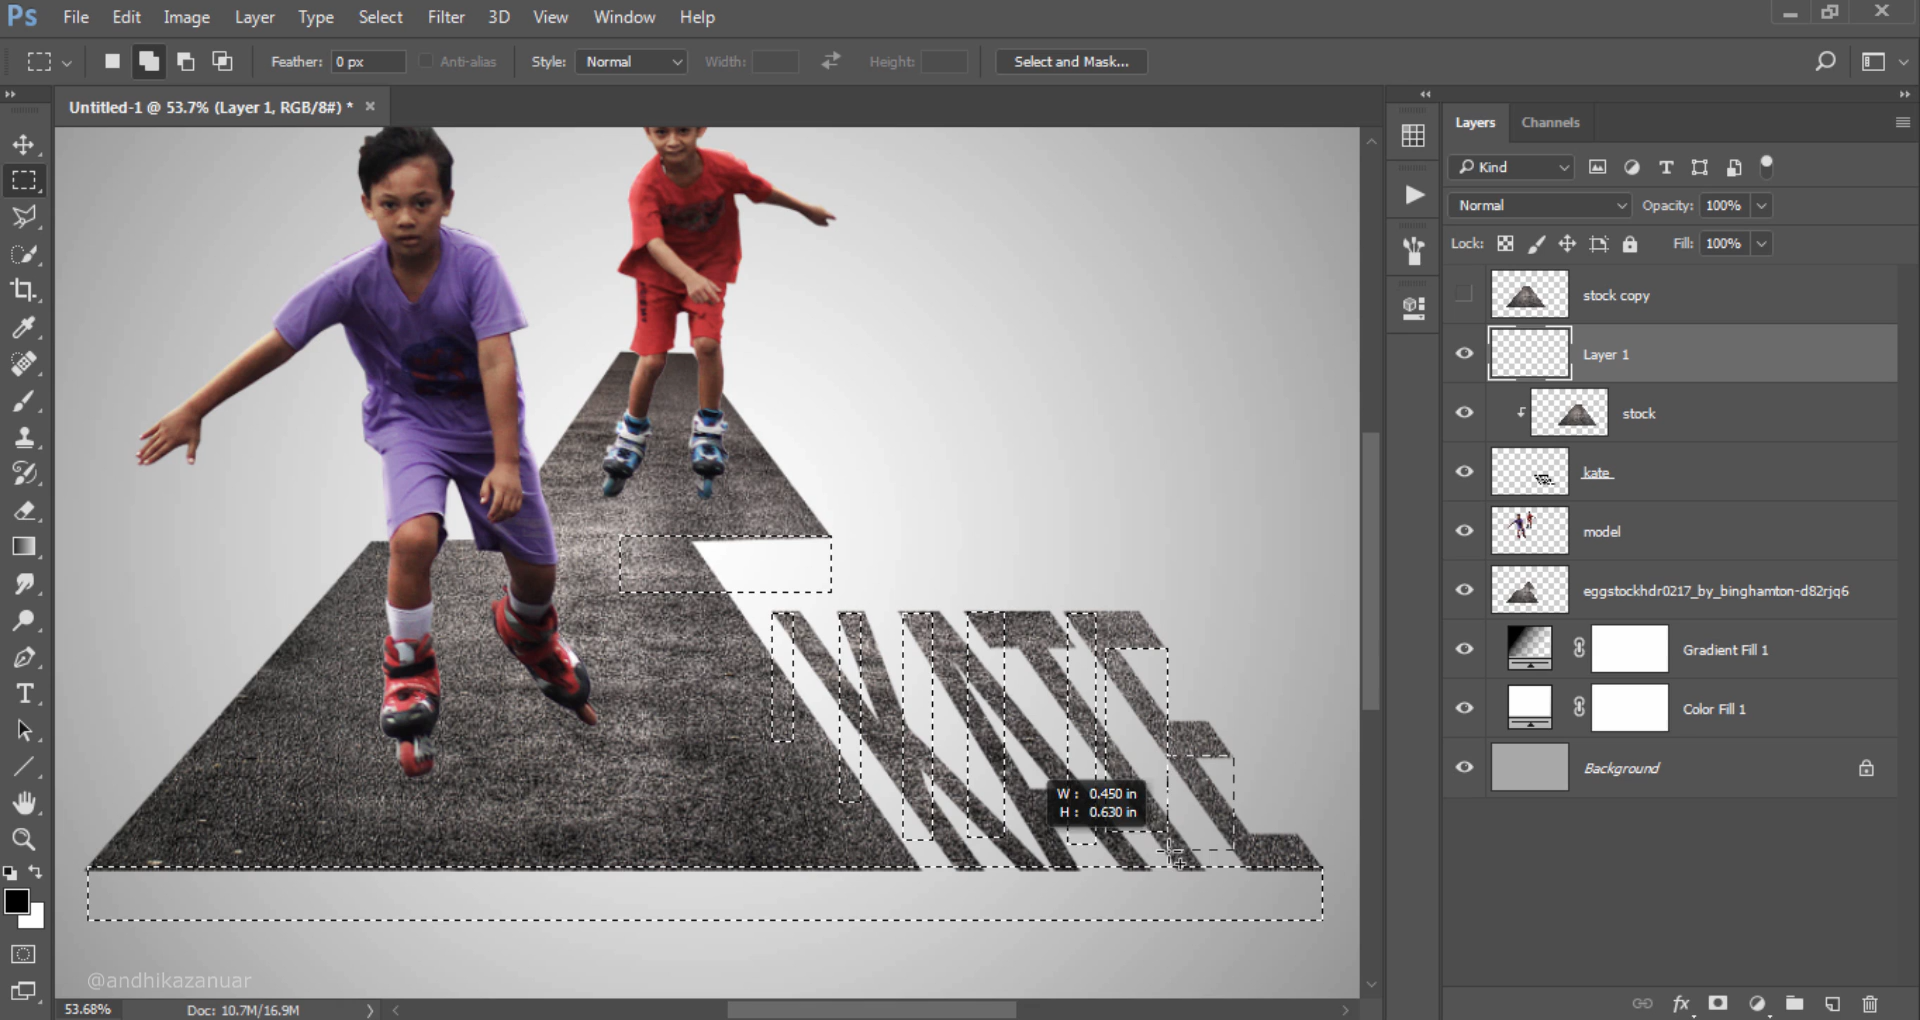 Ps File Edit Image Layer Type Select Filter 3D View Window Help
Feather: 0 px Anti-alias Style: Normal Width: Height: Select and Mask...
Untitled-1 @ 53.7% (Layer 1, RGB/8#) *
Layers Channels
Kind
Normal Opacity: 100%
Lock: Fill: 100%
stock copy
Layer 1
stock
kate
model
eggstockhdr0217_by_binghamton-d82rjq6
Gradient Fill 1
Color Fill 1
Background
KATE
W : 0.450 in
H : 0.630 in
@andhikazanuar
53.68% Doc: 10.7M/16.9M